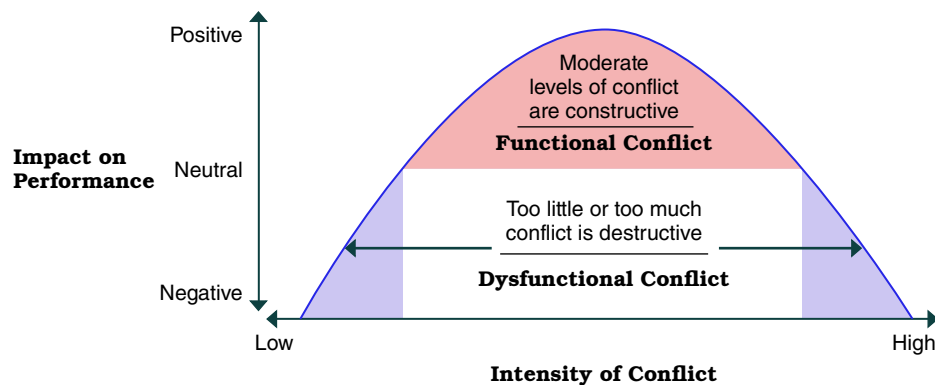 Positive
Moderate
levels of conflict
are constructive
Functional Conflict
Impact on
Performance
Neutral
Too little or too much
conflict is destructive
Dysfunctional Conflict
Negative
Low
High
Intensity of Conflict